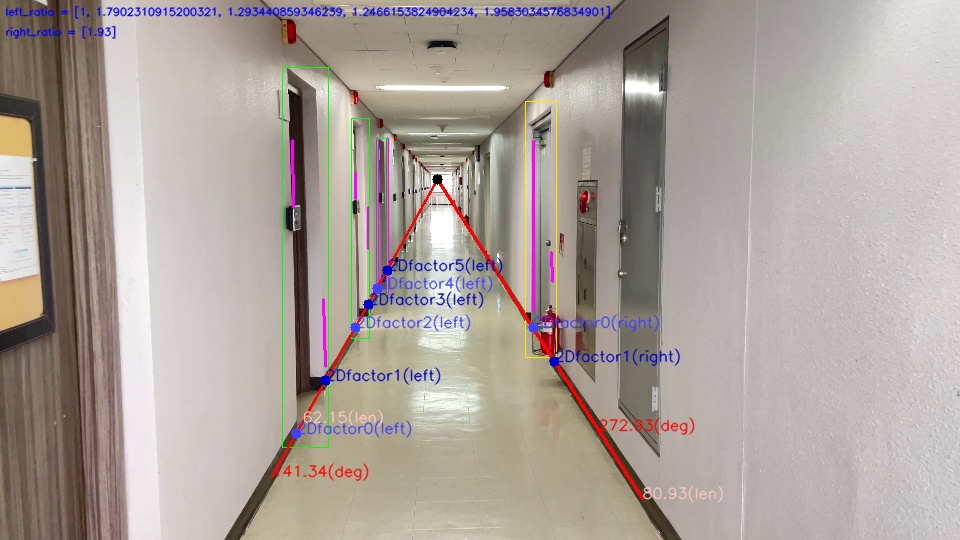 left_ratio = [1, 1.7902310915200321, 1.293440859346239, 1.2466153824904234, 1.9583034576834901]
right_ratio = [1.93]
2Dfactor5(left)
2Dfactor4(left)
2Dfactor3(left)
2Dfactor2(left)
2Dfactor0(right)
2Dfactor1(right)
2Dfactor1(left)
62.15(len)
2Dfactor0(left)
272.93(deg)
41.34(deg)
80.93(len)